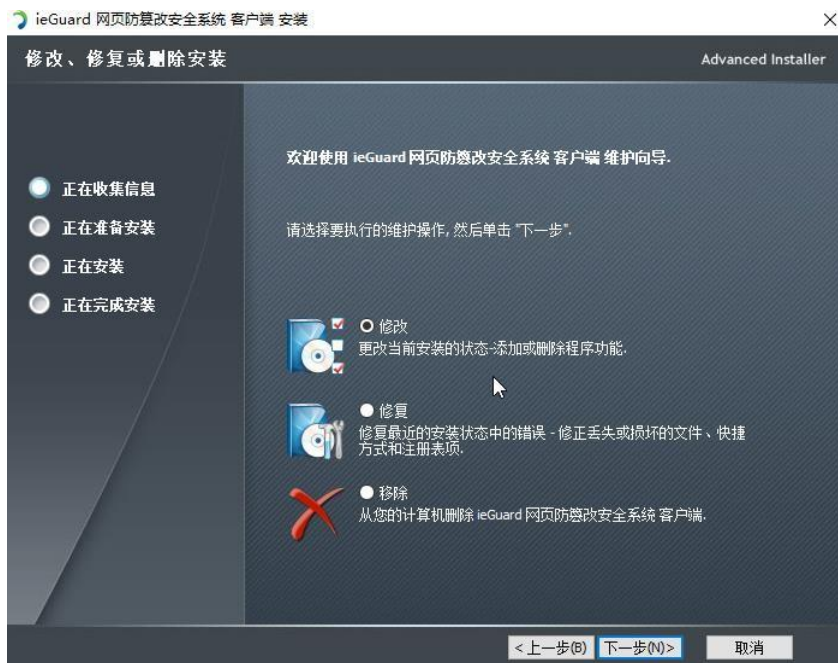 ieGuard 网页防篡改安全系统 客户端 安装
修改、修复或删除安装
Advanced Installer
欢迎使用 ieGuard 网页防篡改安全系统 客户端 维护向导.
正在收集信息
正在准备安装
正在安装
正在完成安装
请选择要执行的维护操作, 然后单击 "下一步".
修改
更改当前安装的状态-添加或删除程序功能.
修复
修复最近的安装状态中的错误 - 修正丢失或损坏的文件、快捷
方式和注册表项.
移除
从您的计算机删除 ieGuard 网页防篡改安全系统 客户端.
< 上一步(B)
下一步(N)>
取消